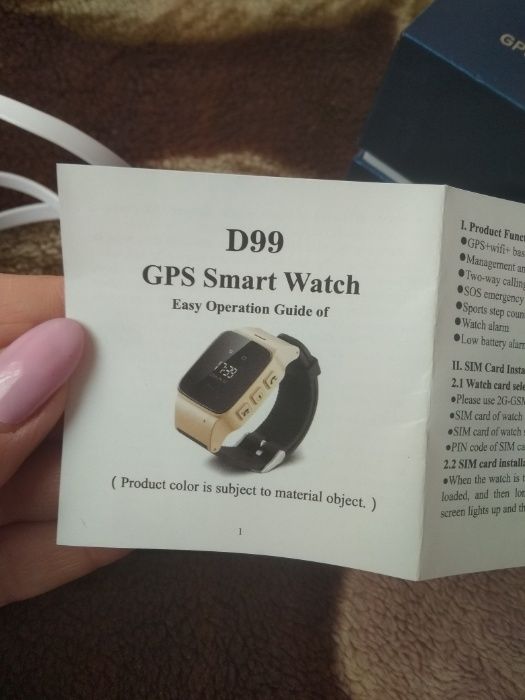 GP
D99
GPS Smart Watch
Easy Operation Guide of
( Product color is subject to material object. )
1
I. Product Func
●GPS+wifi+ bas
●Management an
●Two-way calling
●SOS emergency
●Sports step coun
●Watch alarm
●Low battery alarm
II. SIM Card Insta
2.1 Watch card sele
●Please use 2G-GSM
●SIM card of watch
●SIM card of watch
●PIN code of SIM ca
2.2 SIM card installa
●When the watch is t
loaded, and then lon
screen lights up and th